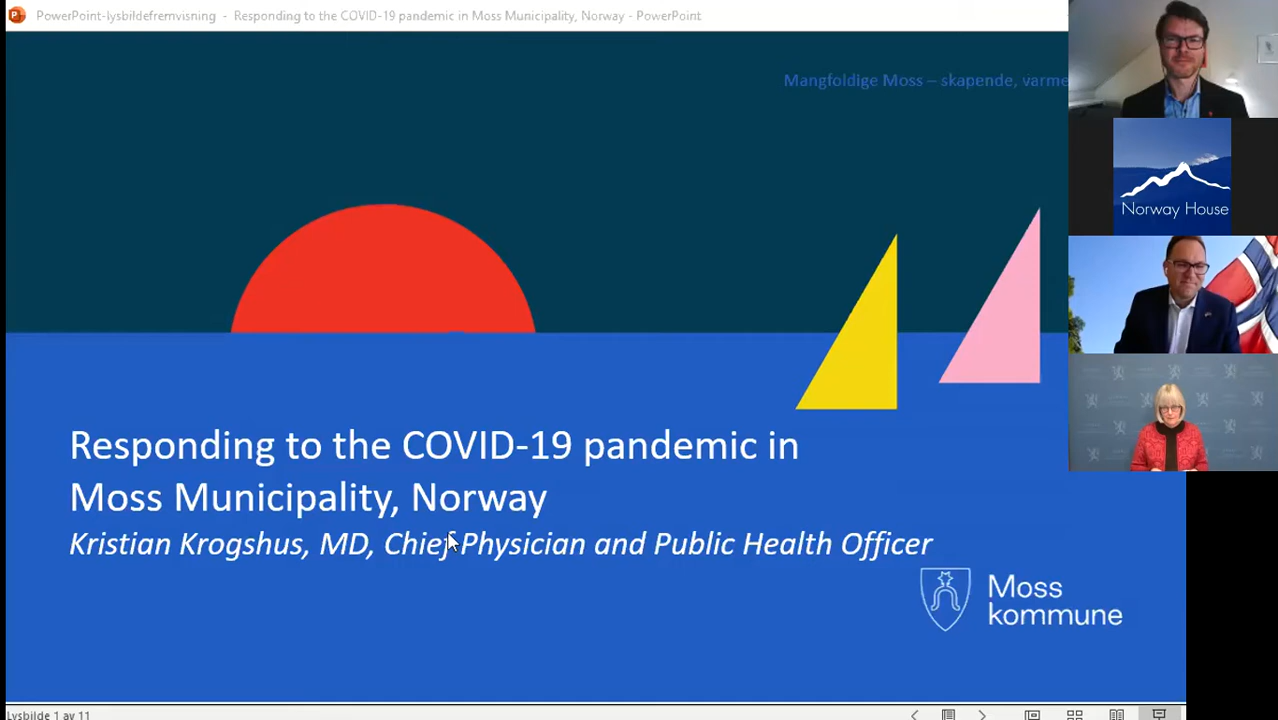 PowerPoint-lysbildefremvisning - Responding to the COVID-19 pandemic in Moss Municipality, Norway - PowerPoint
Mangfoldige Moss – skapende, varme
Norway House
Responding to the COVID-19 pandemic in
Moss Municipality, Norway
Kristian Krogshus, MD, Chief Physician and Public Health Officer
Moss
kommune
Lysbilde 1 av 11